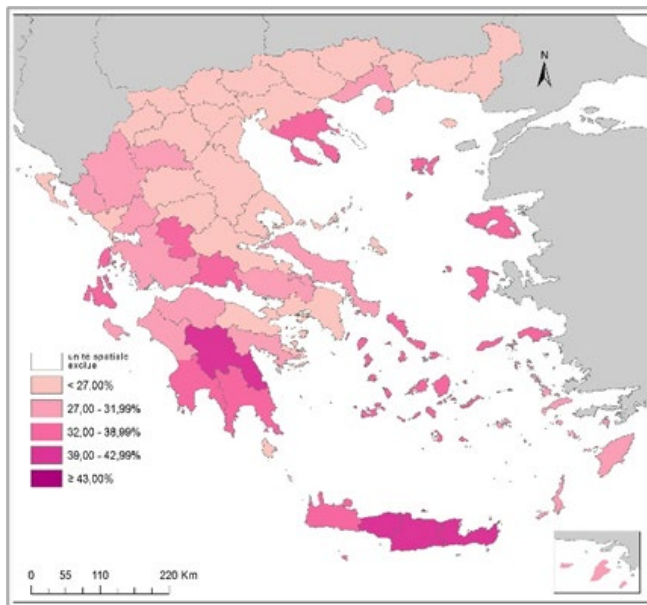 N
unité spatiale
exclue
< 27,00%
27,00 - 31,99%
32,00 - 38,99%
39,00 - 42,99%
≥ 43,00%
0 55 110 220 Km